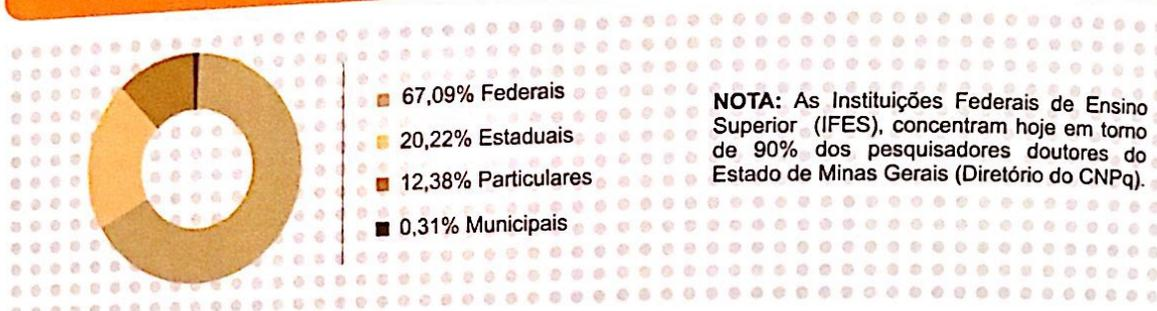 67,09% Federais
20,22% Estaduais
12,38% Particulares
0,31% Municipais
NOTA: As Instituições Federais de Ensino
Superior (IFES), concentram hoje em torno
de 90% dos pesquisadores doutores do
Estado de Minas Gerais (Diretório do CNPq).